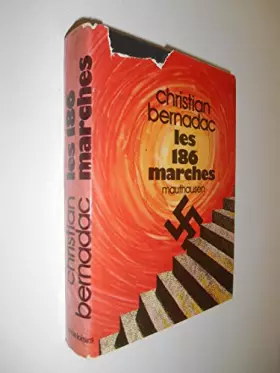 christian
bernadac
les
186
marches
mauthausen
christian
bernadac
les 186
marches